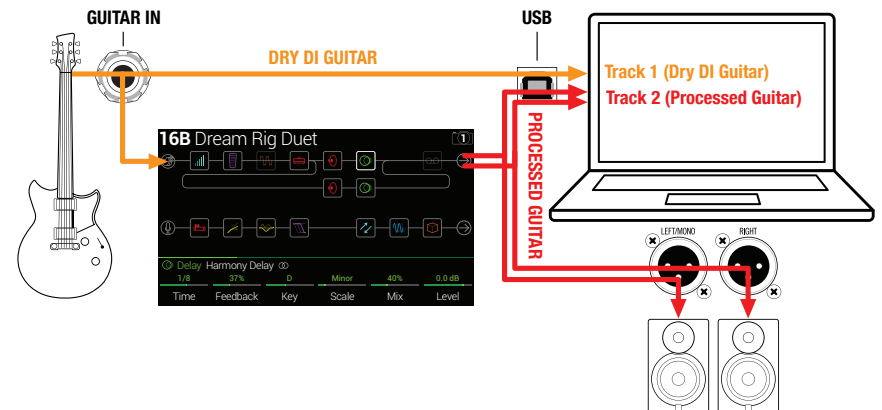 GUITAR IN
USB
DRY DI GUITAR
Track 1 (Dry DI Guitar)
Track 2 (Processed Guitar)
PROCESSED GUITAR
16B Dream Rig Duet
1
LEFT/MONO
RIGHT
Delay Harmony Delay
1/8 37% D Minor 40% 0.0 dB
Time Feedback Key Scale Mix Level